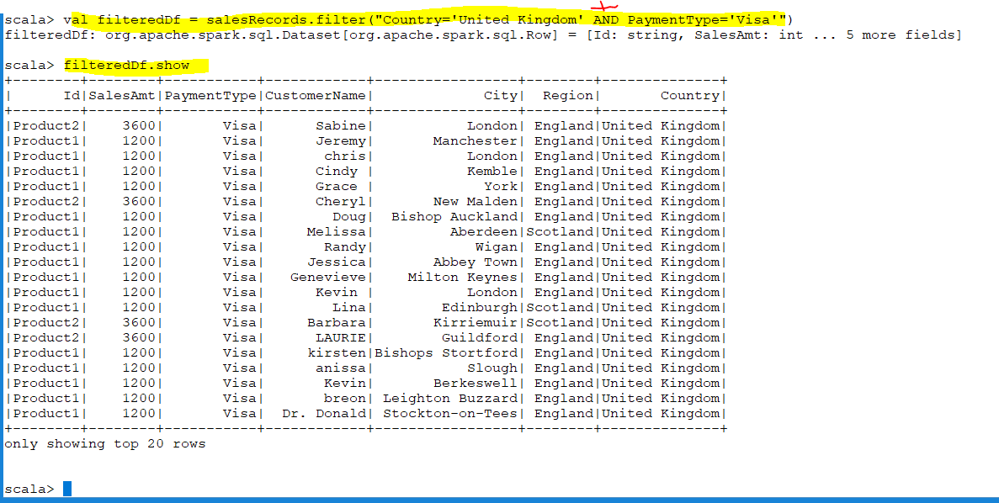 scala> val filteredDf = salesRecords.filter("Country='United Kingdom' AND PaymentType='Visa'")
filteredDf: org.apache.spark.sql.Dataset[org.apache.spark.sql.Row] = [Id: string, SalesAmt: int ... 5 more fields]
scala> filteredDf.show
+--------+--------+-----------+------------+-----------------+--------+--------------+
|      Id|SalesAmt|PaymentType|CustomerName|             City|  Region|       Country|
+--------+--------+-----------+------------+-----------------+--------+--------------+
|Product2|    3600|       Visa|      Sabine|           London| England|United Kingdom|
|Product1|    1200|       Visa|      Jeremy|       Manchester| England|United Kingdom|
|Product1|    1200|       Visa|       chris|           London| England|United Kingdom|
|Product1|    1200|       Visa|      Cindy |           Kemble| England|United Kingdom|
|Product1|    1200|       Visa|      Grace |             York| England|United Kingdom|
|Product2|    3600|       Visa|      Cheryl|       New Malden| England|United Kingdom|
|Product1|    1200|       Visa|        Doug|  Bishop Auckland| England|United Kingdom|
|Product1|    1200|       Visa|     Melissa|         Aberdeen|Scotland|United Kingdom|
|Product1|    1200|       Visa|       Randy|            Wigan| England|United Kingdom|
|Product1|    1200|       Visa|     Jessica|       Abbey Town| England|United Kingdom|
|Product1|    1200|       Visa|   Genevieve|    Milton Keynes| England|United Kingdom|
|Product1|    1200|       Visa|      Kevin |           London| England|United Kingdom|
|Product1|    1200|       Visa|        Lina|        Edinburgh|Scotland|United Kingdom|
|Product2|    3600|       Visa|     Barbara|       Kirriemuir|Scotland|United Kingdom|
|Product2|    3600|       Visa|      LAURIE|        Guildford| England|United Kingdom|
|Product1|    1200|       Visa|     kirsten|Bishops Stortford| England|United Kingdom|
|Product1|    1200|       Visa|      anissa|           Slough| England|United Kingdom|
|Product1|    1200|       Visa|       Kevin|       Berkeswell| England|United Kingdom|
|Product1|    1200|       Visa|       breon| Leighton Buzzard| England|United Kingdom|
|Product1|    1200|       Visa|  Dr. Donald| Stockton-on-Tees| England|United Kingdom|
+--------+--------+-----------+------------+-----------------+--------+--------------+
only showing top 20 rows
scala>